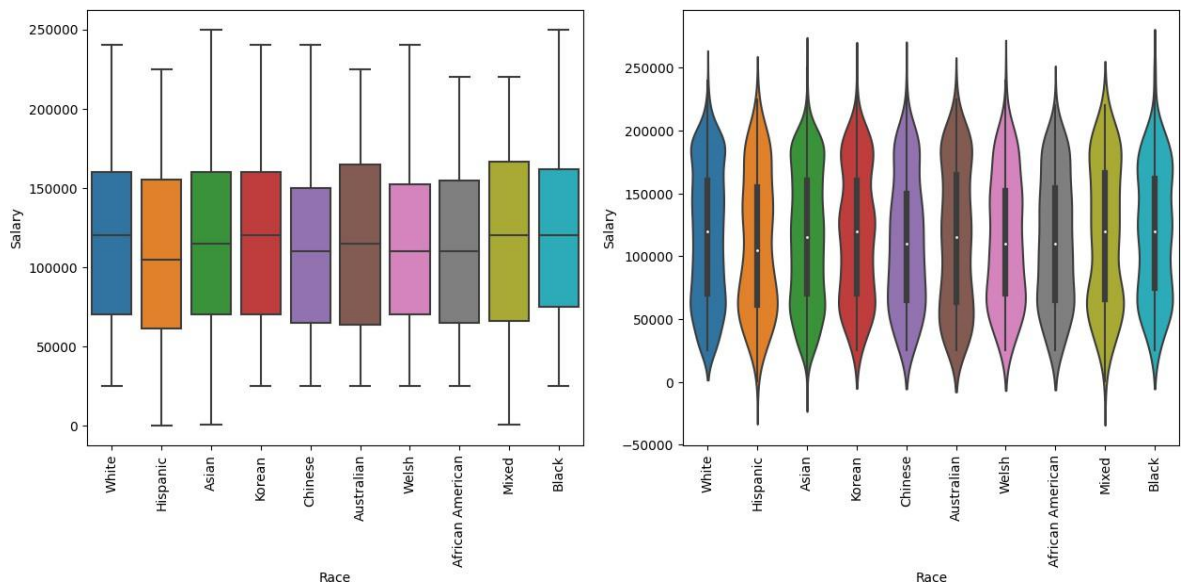 250000
200000
150000
100000
50000
0
Salary
White
Hispanic
Asian
Korean
Chinese
Australian
Welsh
African American
Mixed
Black
Race
250000
200000
150000
100000
50000
0
−50000
Salary
White
Hispanic
Asian
Korean
Chinese
Australian
Welsh
African American
Mixed
Black
Race